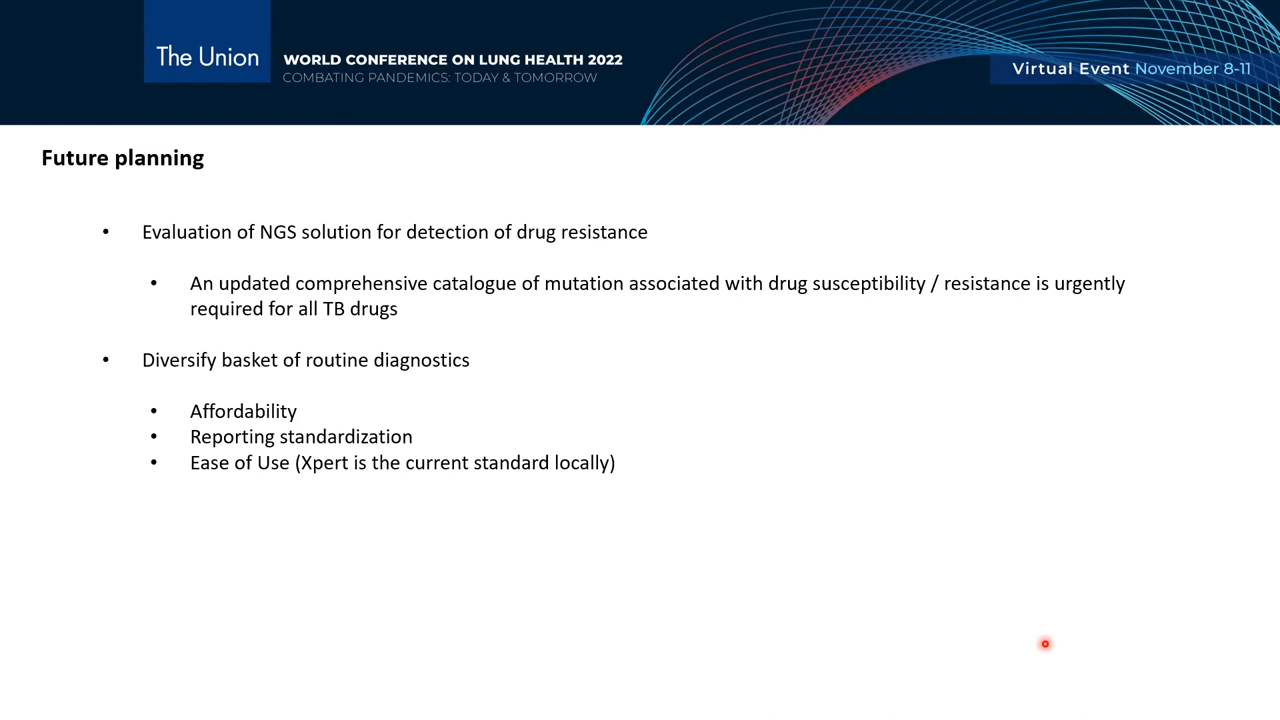 The Union
WORLD CONFERENCE ON LUNG HEALTH 2022
COMBATING PANDEMICS: TODAY & TOMORROW
Virtual Event November 8-11
Future planning
• Evaluation of NGS solution for detection of drug resistance
• An updated comprehensive catalogue of mutation associated with drug susceptibility / resistance is urgently
required for all TB drugs
• Diversify basket of routine diagnostics
• Affordability
• Reporting standardization
• Ease of Use (Xpert is the current standard locally)